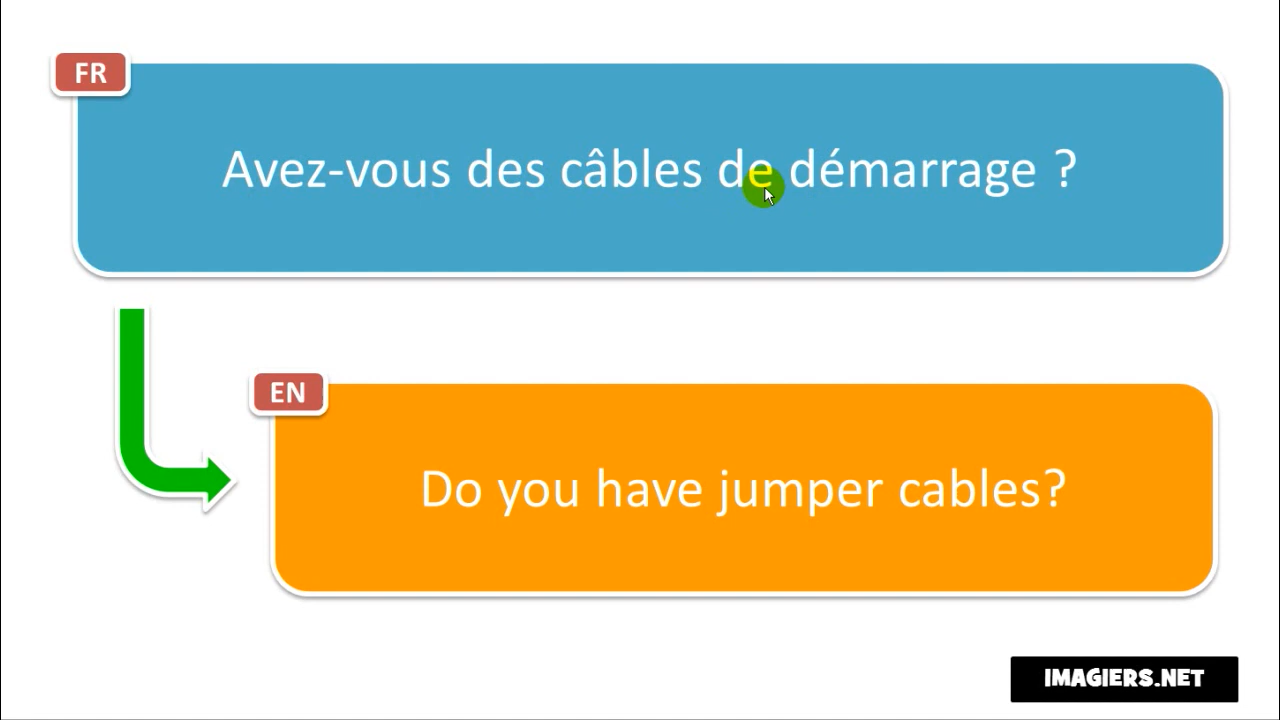 FR
Avez-vous des câbles de démarrage ?
EN
Do you have jumper cables?
IMAGIERS.NET